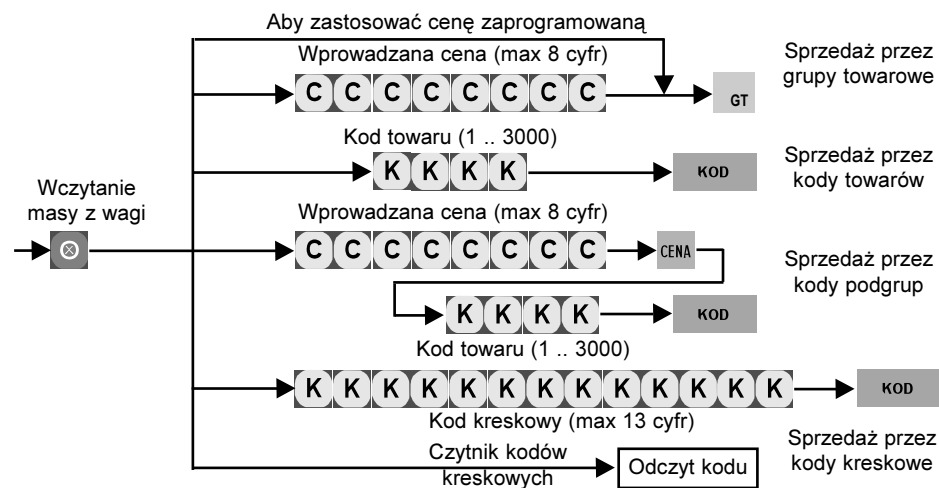 Aby zastosować cenę zaprogramowaną
Wprowadzana cena (max 8 cyfr)
C C C C C C C C
GT
Sprzedaż przez
grupy towarowe
Kod towaru (1 .. 3000)
K K K K
KOD
Sprzedaż przez
kody towarów
Wczytanie
masy z wagi
Wprowadzana cena (max 8 cyfr)
C C C C C C C C
CENA
Sprzedaż przez
kody podgrup
K K K K
KOD
Kod towaru (1 .. 3000)
K K K K K K K K K K K K K
KOD
Kod kreskowy (max 13 cyfr)
Sprzedaż przez
kody kreskowe
Czytnik kodów
kreskowych
Odczyt kodu